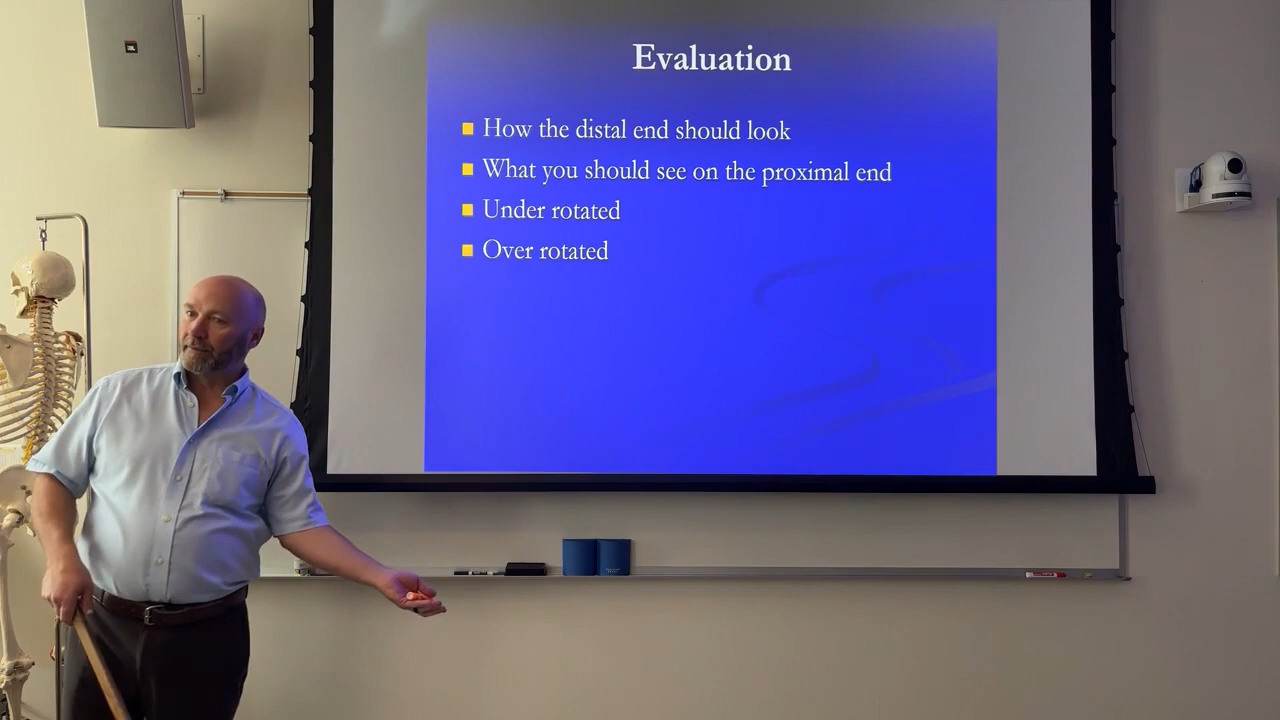 JBL
Evaluation
How the distal end should look
What you should see on the proximal end
Under rotated
Over rotated